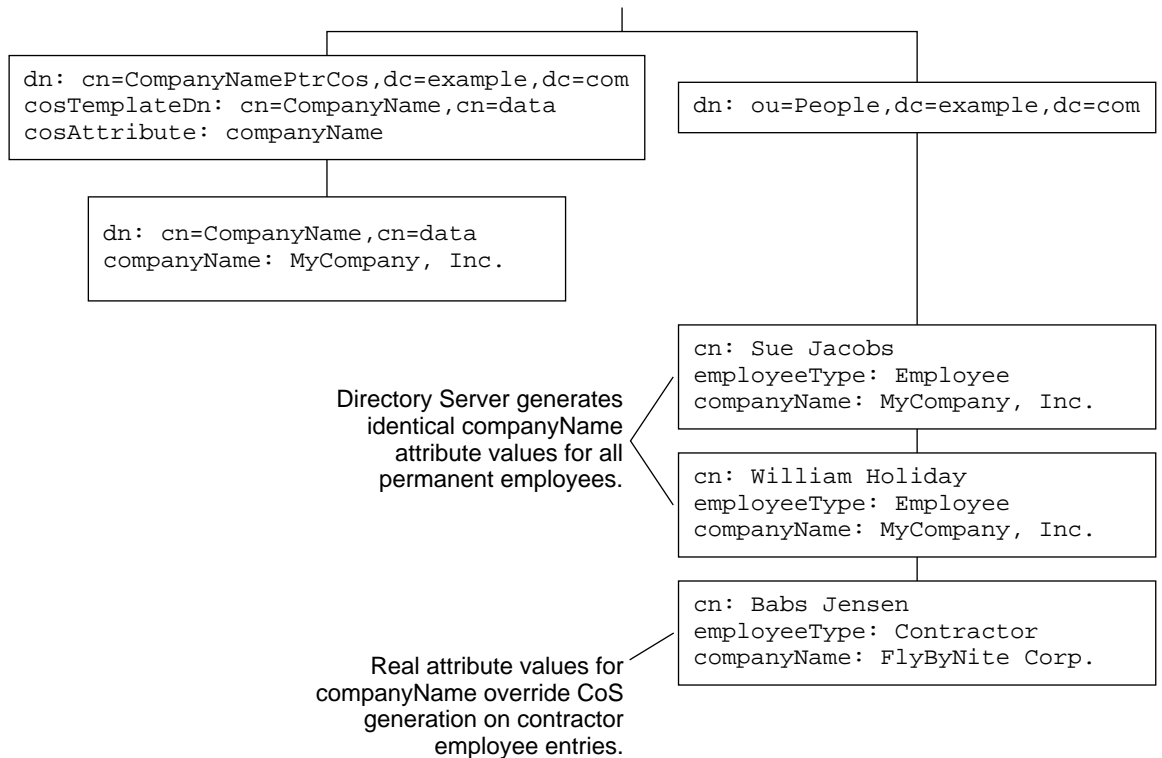 dn: cn=CompanyNamePtrCos,dc=example,dc=com
cosTemplateDn: cn=CompanyName,cn=data
cosAttribute: companyName
dn: ou=People,dc=example,dc=com
dn: cn=CompanyName,cn=data
companyName: MyCompany, Inc.
cn: Sue Jacobs
employeeType: Employee
companyName: MyCompany, Inc.
Directory Server generates
identical companyName
attribute values for all
permanent employees.
cn: William Holiday
employeeType: Employee
companyName: MyCompany, Inc.
cn: Babs Jensen
employeeType: Contractor
companyName: FlyByNite Corp.
Real attribute values for
companyName override CoS
generation on contractor
employee entries.